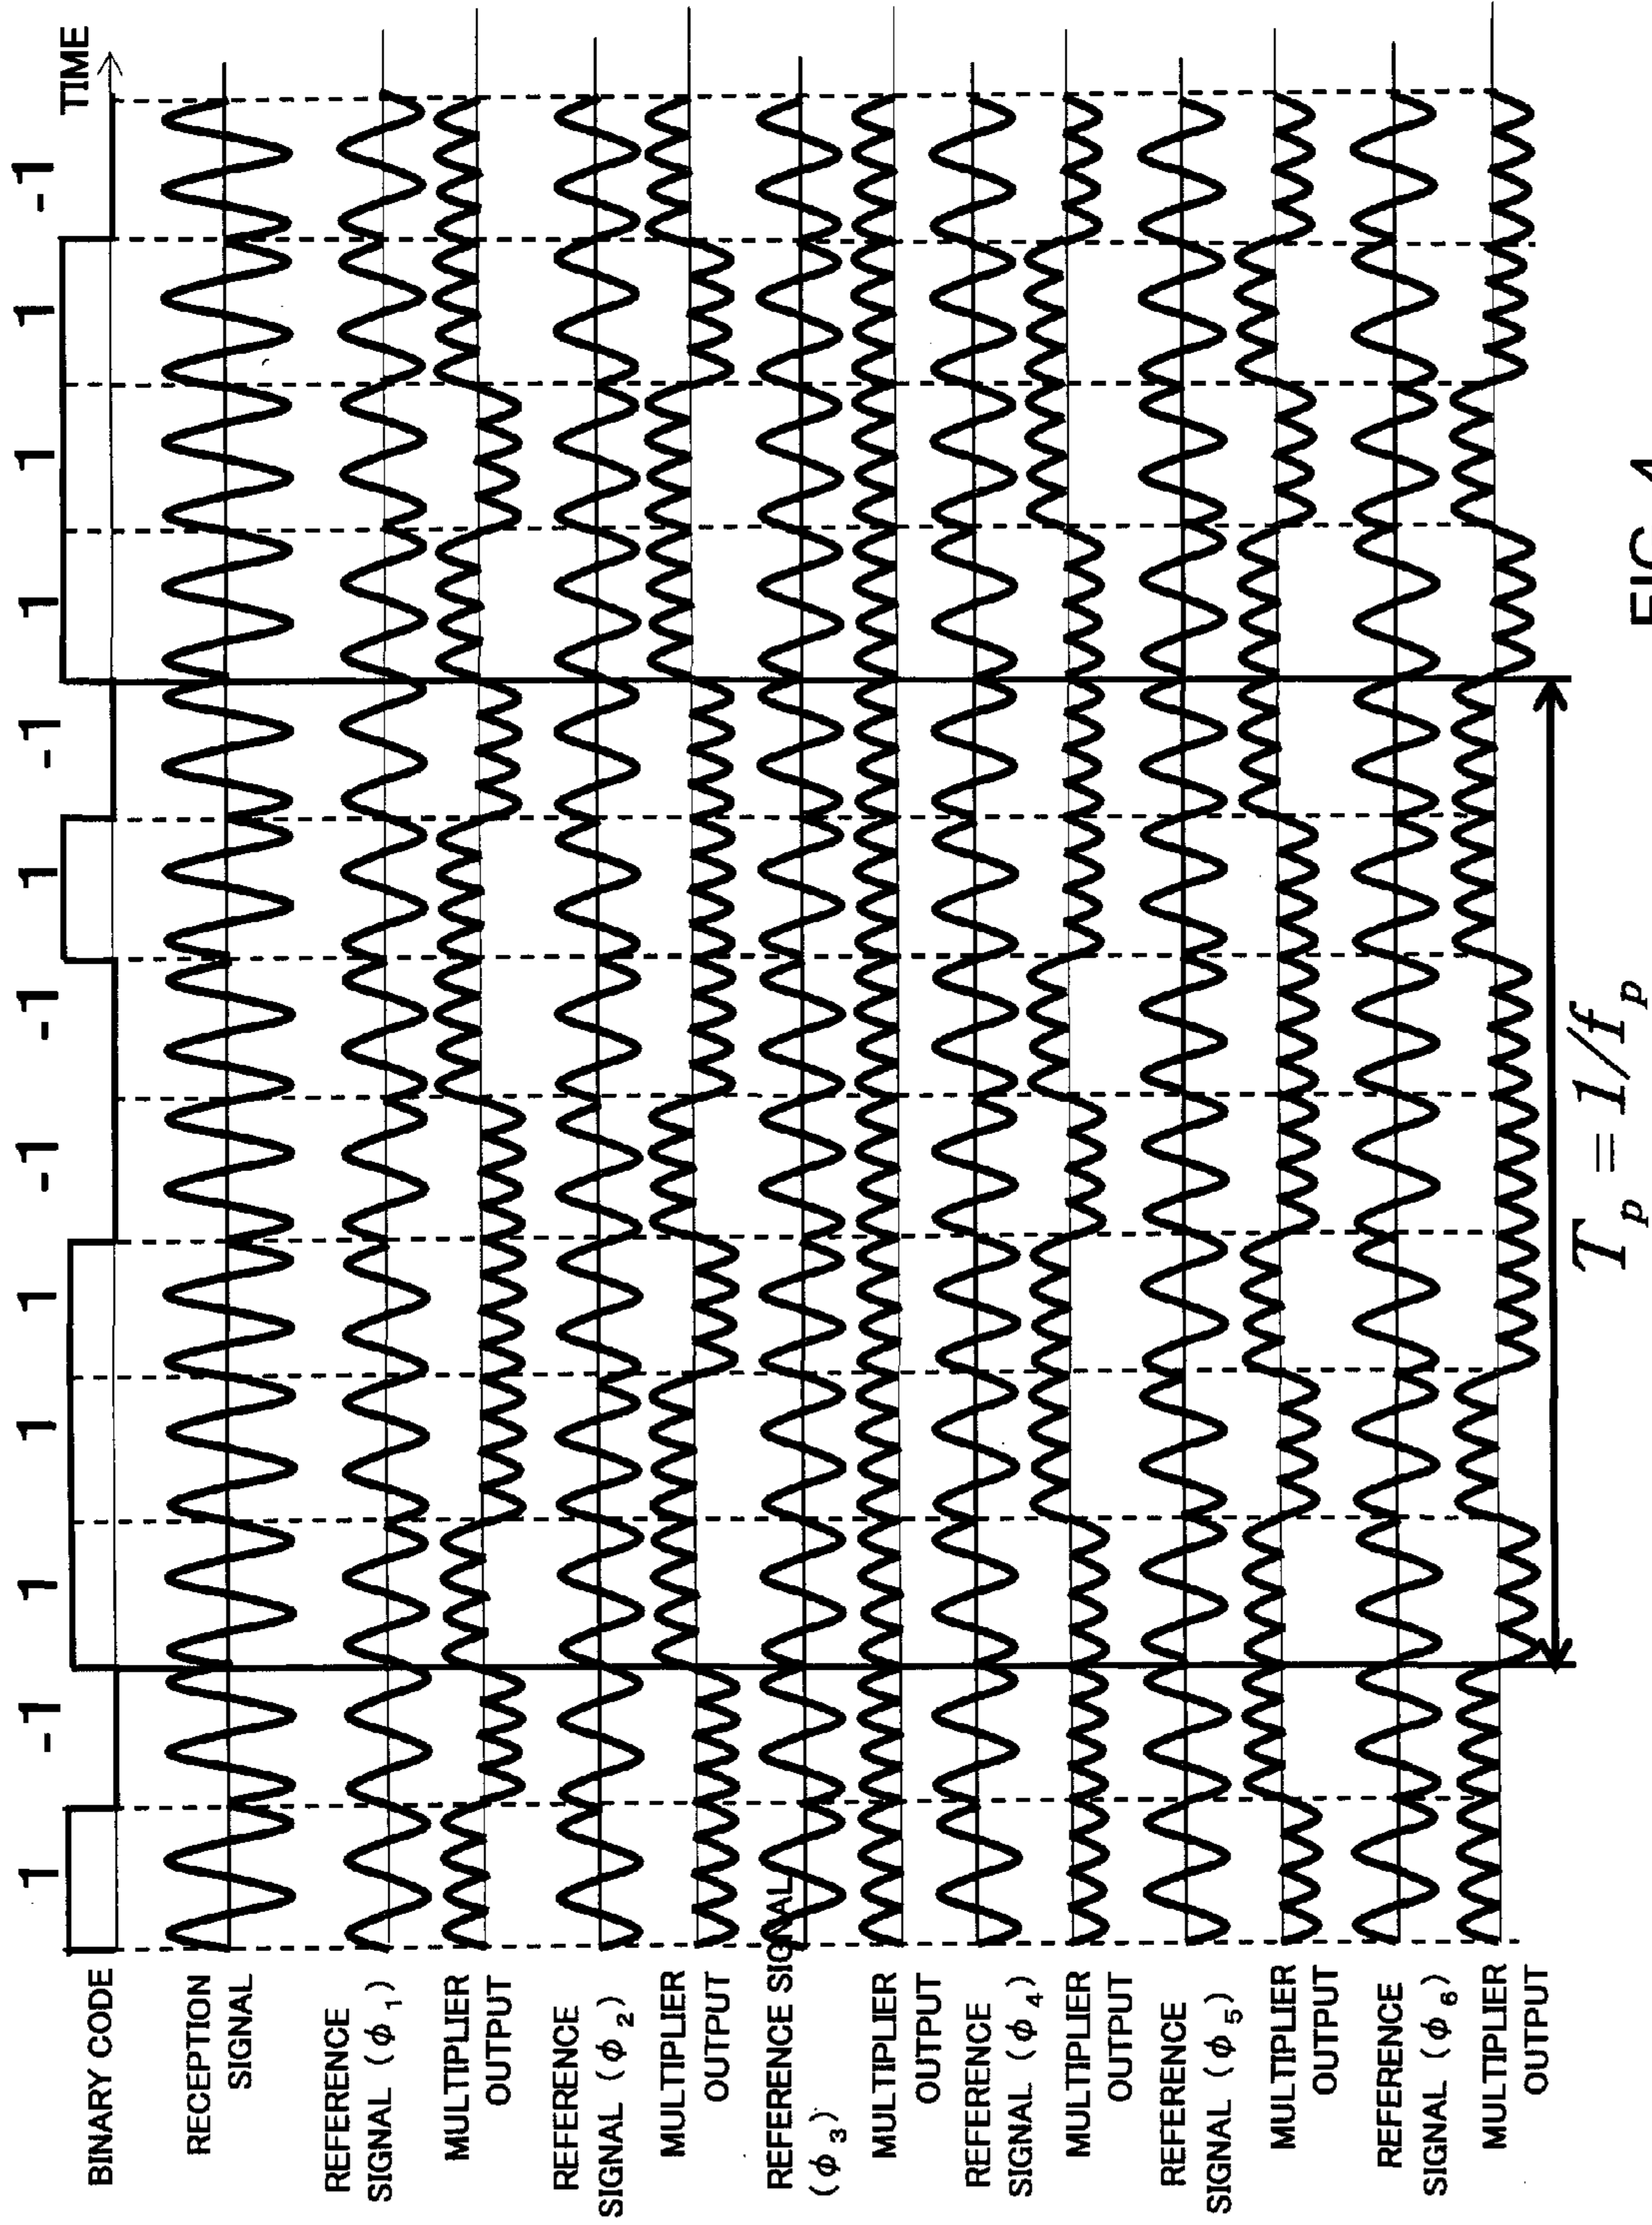 1 -1 1 1 1 -1 -1 1 -1 1 1 1 -1
BINARY CODE
TIME
RECEPTION
SIGNAL
REFERENCE
SIGNAL (φ₁)
MULTIPLIER
OUTPUT
REFERENCE
SIGNAL (φ₂)
MULTIPLIER
OUTPUT
REFERENCE SIGNAL
(φ₃)
MULTIPLIER
OUTPUT
REFERENCE
SIGNAL (φ₄)
MULTIPLIER
OUTPUT
REFERENCE
SIGNAL (φ₅)
MULTIPLIER
OUTPUT
REFERENCE
SIGNAL (φ₆)
MULTIPLIER
OUTPUT
Tₚ = 1/fₚ
FIG. 4